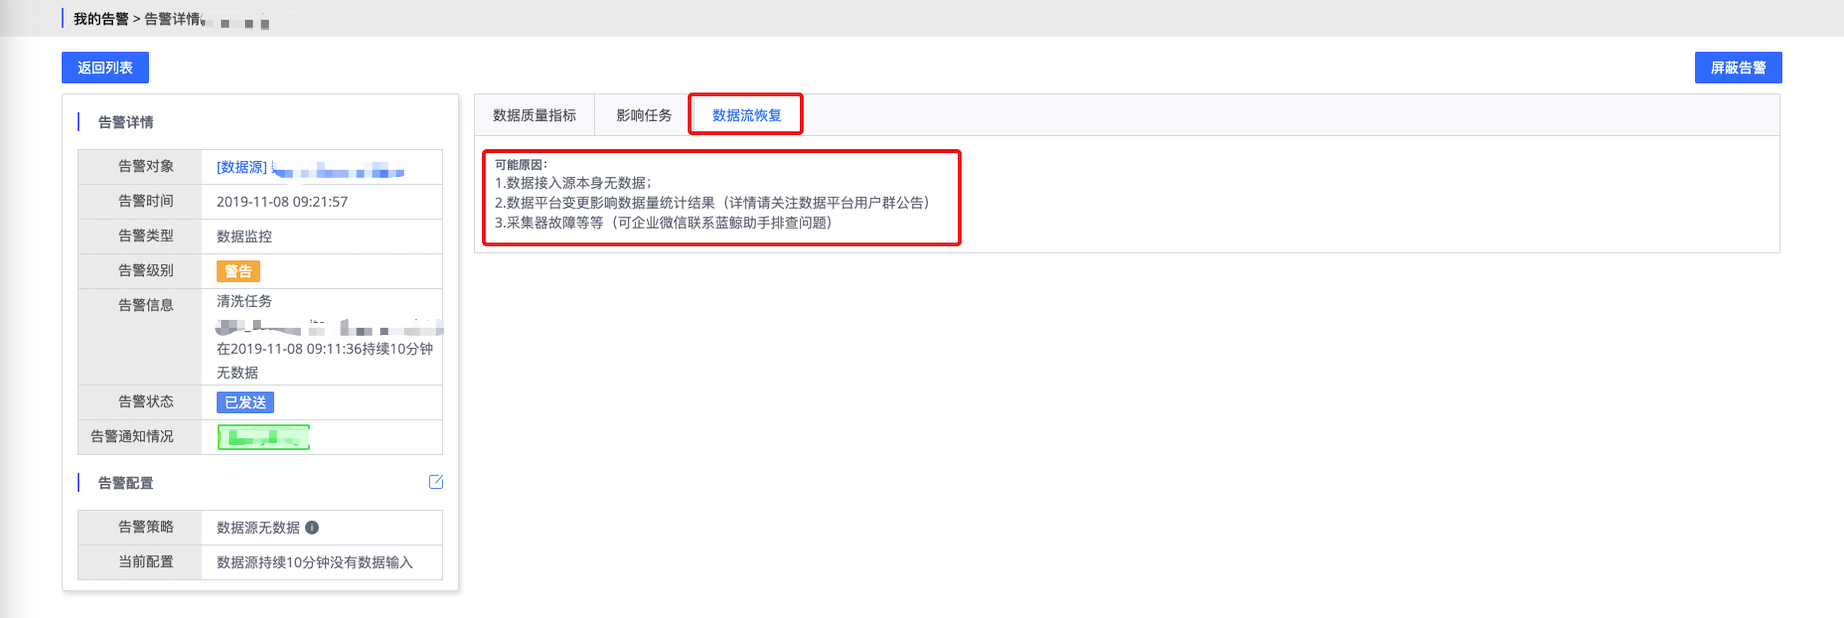 我的告警 > 告警详情
返回列表
屏蔽告警
告警详情
告警对象 [数据源]
告警时间 2019-11-08 09:21:57
告警类型 数据监控
告警级别 警告
告警信息 清洗任务
在2019-11-08 09:11:36持续10分钟
无数据
告警状态 已发送
告警通知情况
告警配置
告警策略 数据源无数据
当前配置 数据源持续10分钟没有数据输入
数据质量指标 影响任务 数据流恢复
可能原因：
1.数据接入源本身无数据；
2.数据平台变更影响数据量统计结果（详情请关注数据平台用户群公告）
3.采集器故障等等（可企业微信联系蓝鲸助手排查问题）